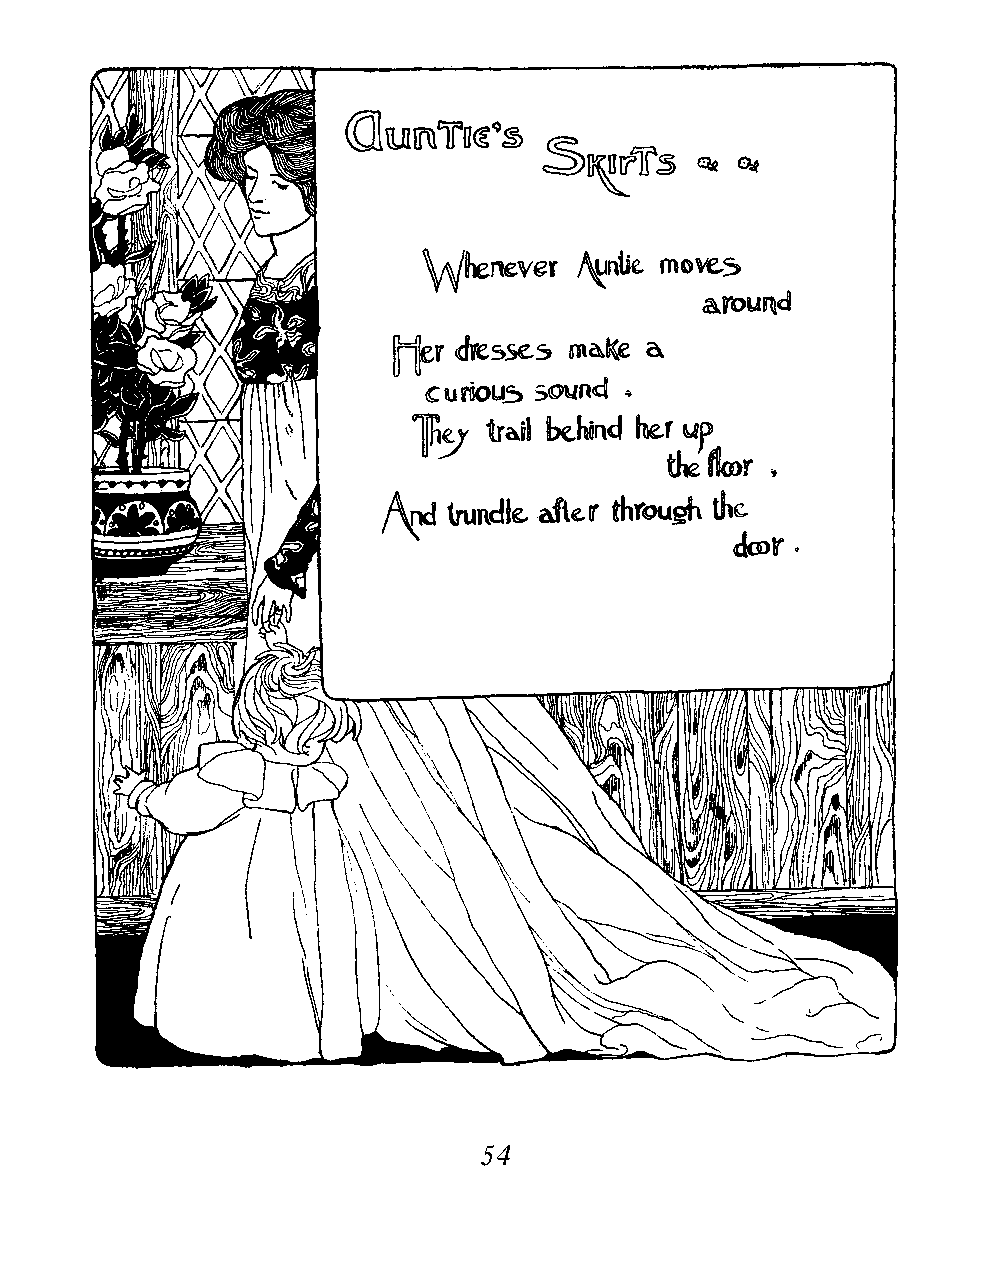 Auntie's
Skirts
Whenever Auntie moves
around
Her dresses make a
curious sound .
They trail behind her up
the floor ,
And trundle after through the
door .
54